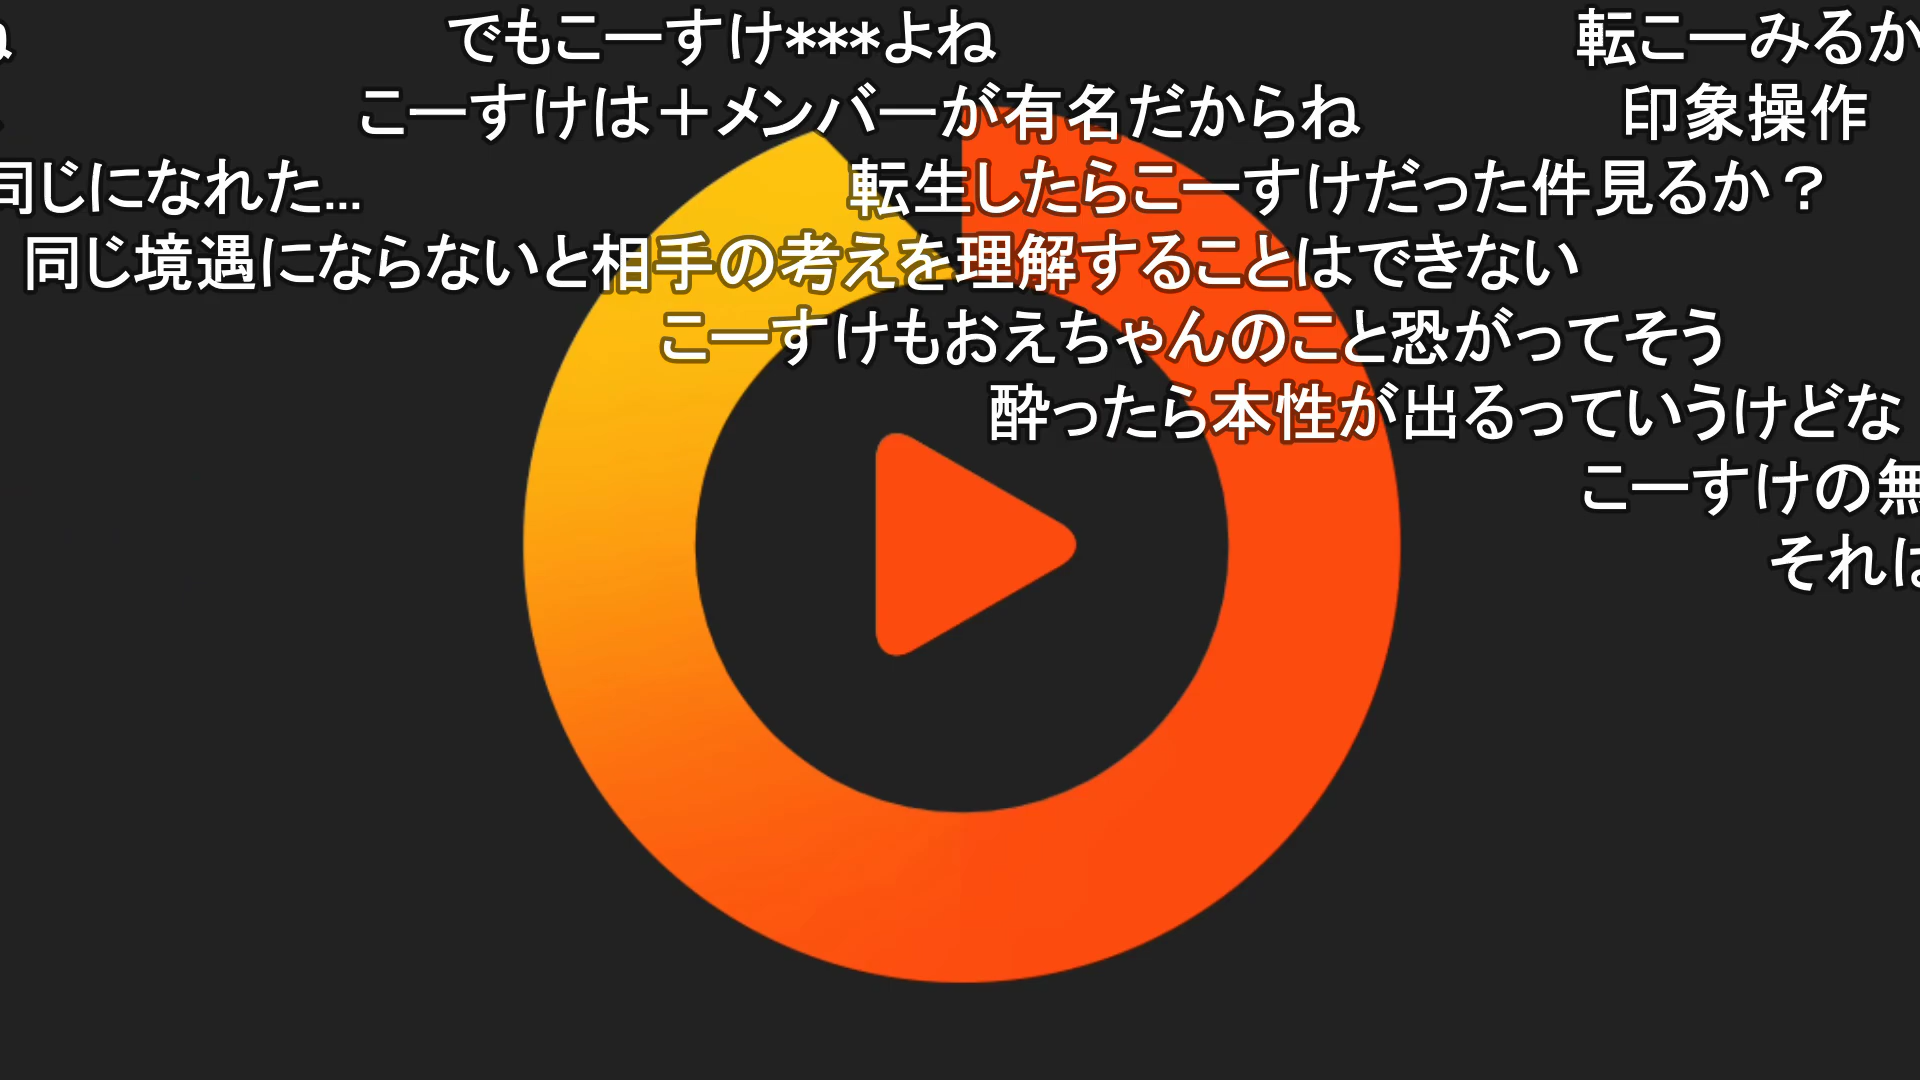 ね
でもこーすけ***よね
転こーみるか
こーすけは＋メンバーが有名だからね
印象操作
同じになれた...
転生したらこーすけだった件見るか？
同じ境遇にならないと相手の考えを理解することはできない
こーすけもおえちゃんのこと恐がってそう
酔ったら本性が出るっていうけどな
こーすけの無
それは